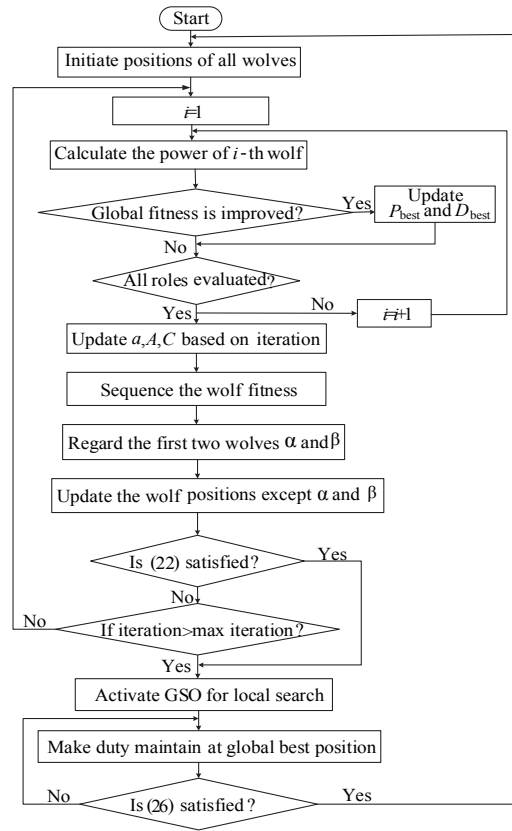 Start
Initiate positions of all wolves
i=1
Calculate the power of i-th wolf
Global fitness is improved?
Yes
Update
Pbest and Dbest
No
All roles evaluated?
No
Yes
i=i+1
Update a,A,C based on iteration
Sequence the wolf fitness
Regard the first two wolves α and β
Update the wolf positions except α and β
Is (22) satisfied?
Yes
No
If iteration>max iteration?
No
Yes
Activate GSO for local search
Make duty maintain at global best position
Is (26) satisfied?
No
Yes